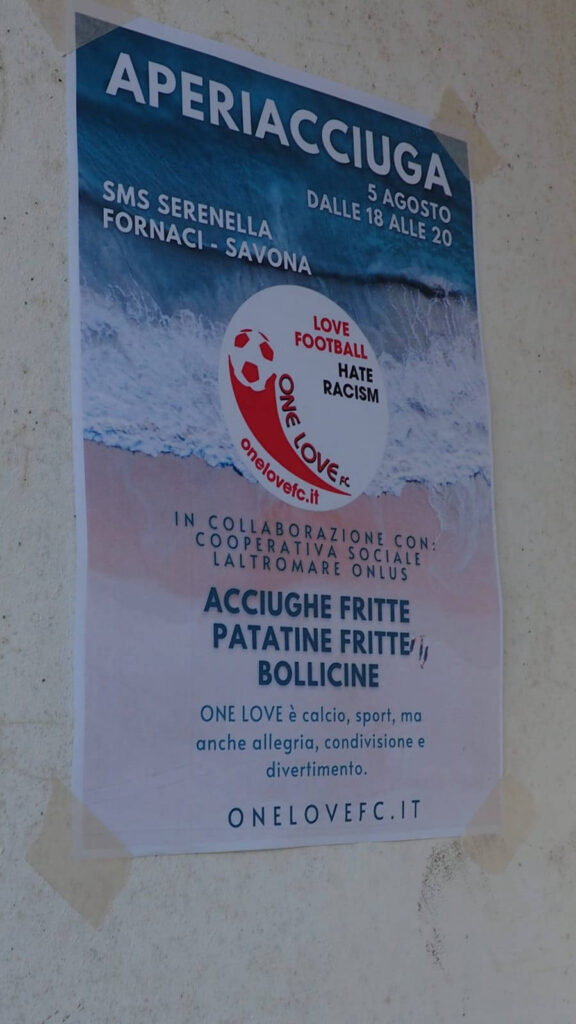 APERIACCIUGA
5 AGOSTO
DALLE 18 ALLE 20
SMS SERENELLA
FORNACI - SAVONA
LOVE
FOOTBALL
HATE
RACISM
ONE LOVE FC
onelovefc.it
IN COLLABORAZIONE CON:
COOPERATIVA SOCIALE
LALTROMARE ONLUS
ACCIUGHE FRITTE
PATATINE FRITTE
BOLLICINE
ONE LOVE è calcio, sport, ma
anche allegria, condivisione e
divertimento.
ONELOVEFC.IT